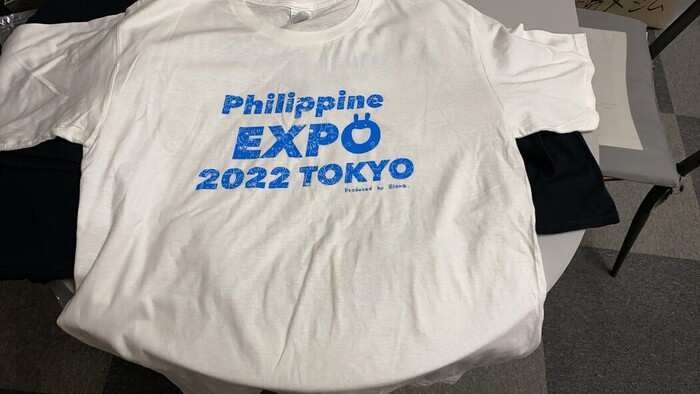 Philippine
EXPO
2022 TOKYO
Produced by